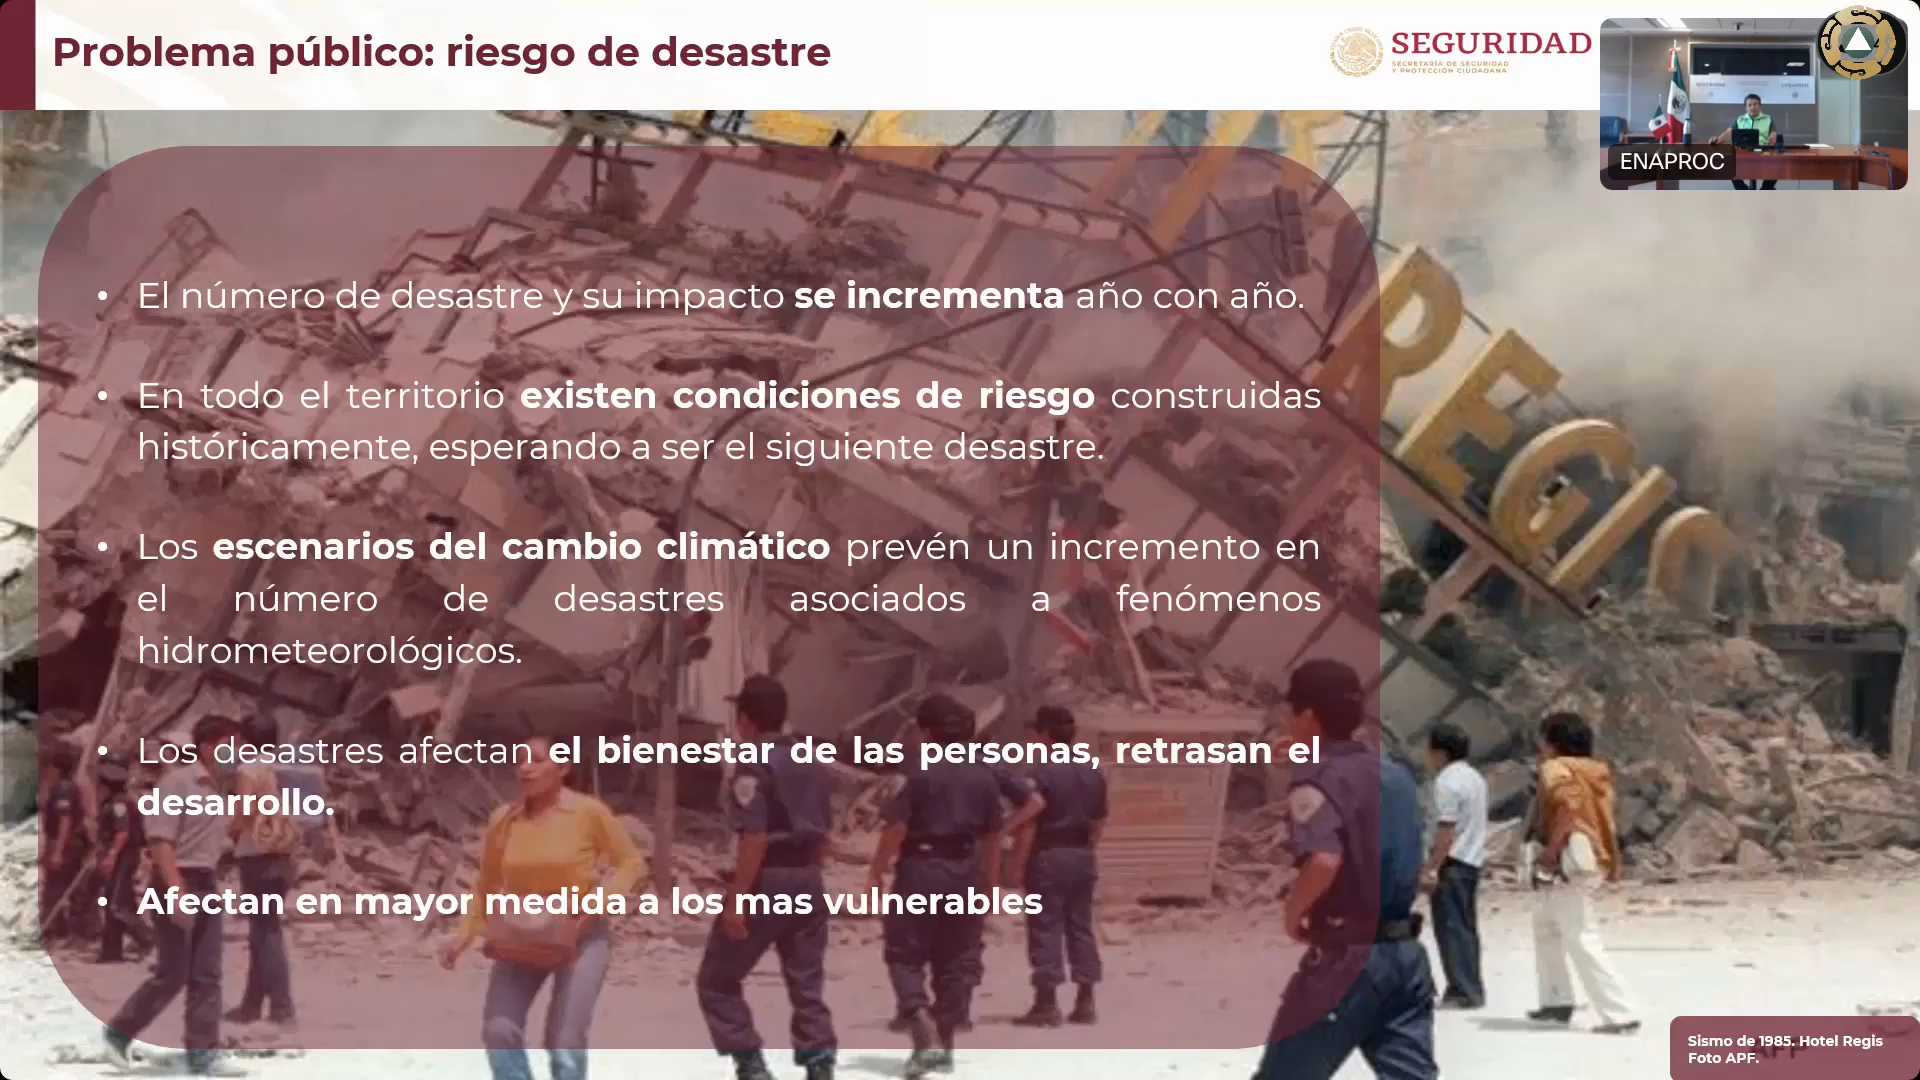 Problema público: riesgo de desastre
SEGURIDAD
SECRETARÍA DE SEGURIDAD
Y PROTECCIÓN CIUDADANA
ENAPROC
• El número de desastre y su impacto se incrementa año con año.
• En todo el territorio existen condiciones de riesgo construidas
históricamente, esperando a ser el siguiente desastre.
• Los escenarios del cambio climático prevén un incremento en
el número de desastres asociados a fenómenos
hidrometeorológicos.
• Los desastres afectan el bienestar de las personas, retrasan el
desarrollo.
• Afectan en mayor medida a los mas vulnerables
REGIS
Sismo de 1985. Hotel Regis
Foto APF.